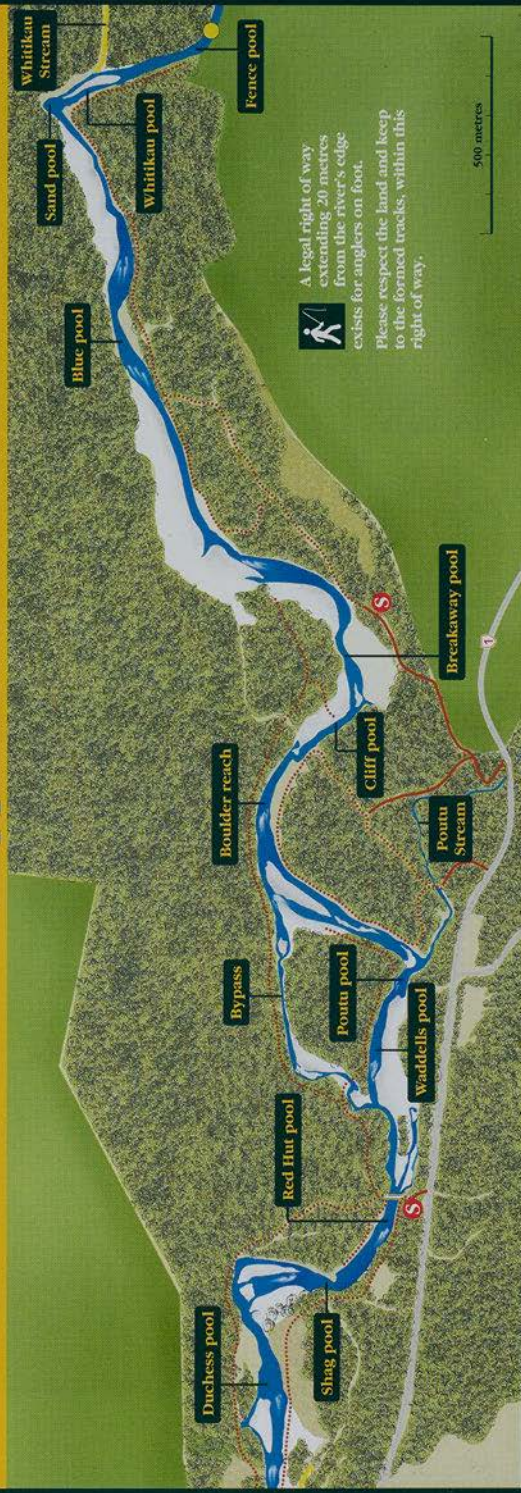 Whitikau
Stream
Sand pool
Whitikau pool
Fence pool
Blue pool
A legal right of way
extending 20 metres
from the river's edge
exists for anglers on foot.
Please respect the land and keep
to the formed tracks, within this
right of way.
500 metres
Boulder reach
Cliff pool
Breakaway pool
S
1
Bypass
Poutu pool
Waddells pool
Poutu
Stream
Red Hut pool
S
Duchess pool
Shag pool